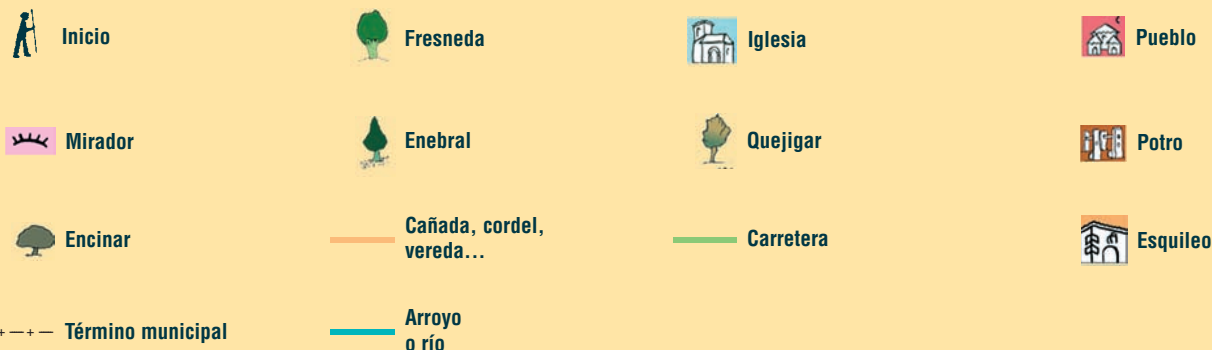 Inicio
Fresneda
Iglesia
Pueblo
Mirador
Enebral
Quejigar
Potro
Encinar
Cañada, cordel,
vereda...
Carretera
Esquileo
Término municipal
Arroyo
o río